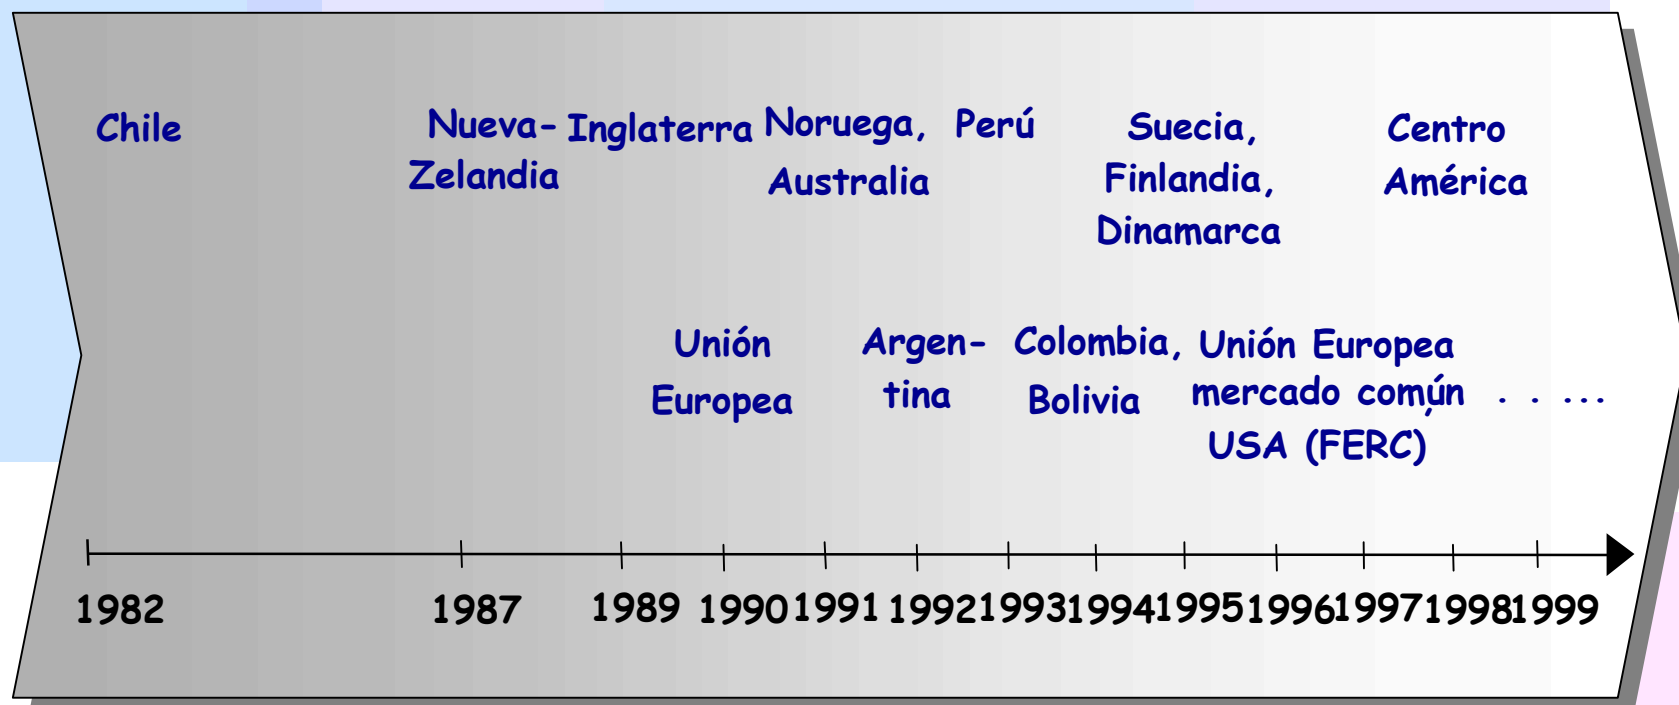 Chile
Nueva-
Zelandia
Inglaterra
Noruega,
Australia
Perú
Suecia,
Finlandia,
Dinamarca
Centro
América
Unión
Europea
Argen-
tina
Colombia,
Bolivia
Unión Europea
mercado común
,
USA (FERC)
. . ...
1982 1987 1989 1990 1991 1992 1993 1994 1995 1996 1997 1998 1999